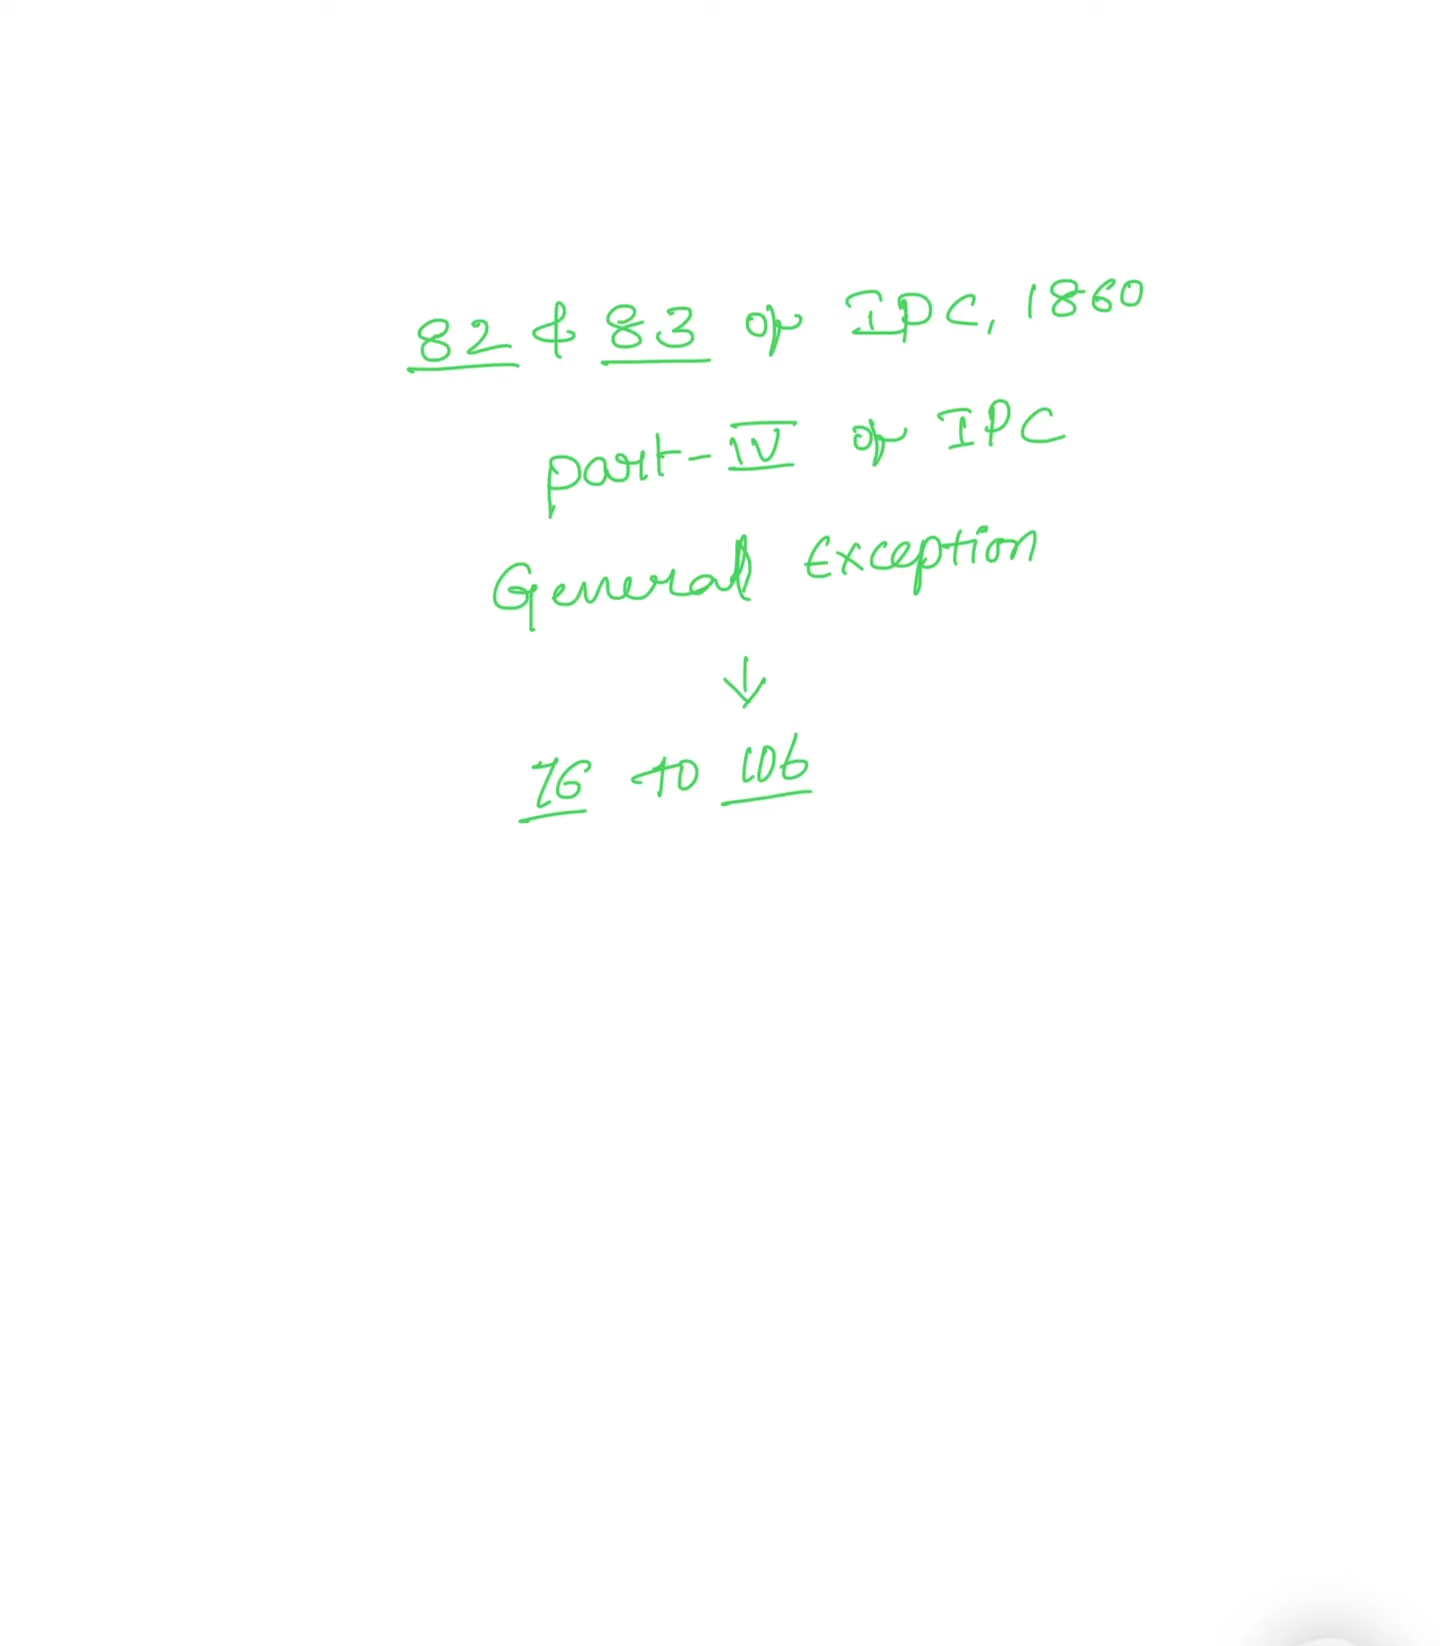 82 & 83 of IPC, 1860
part-IV of IPC
General Exception
↓
76 to 106